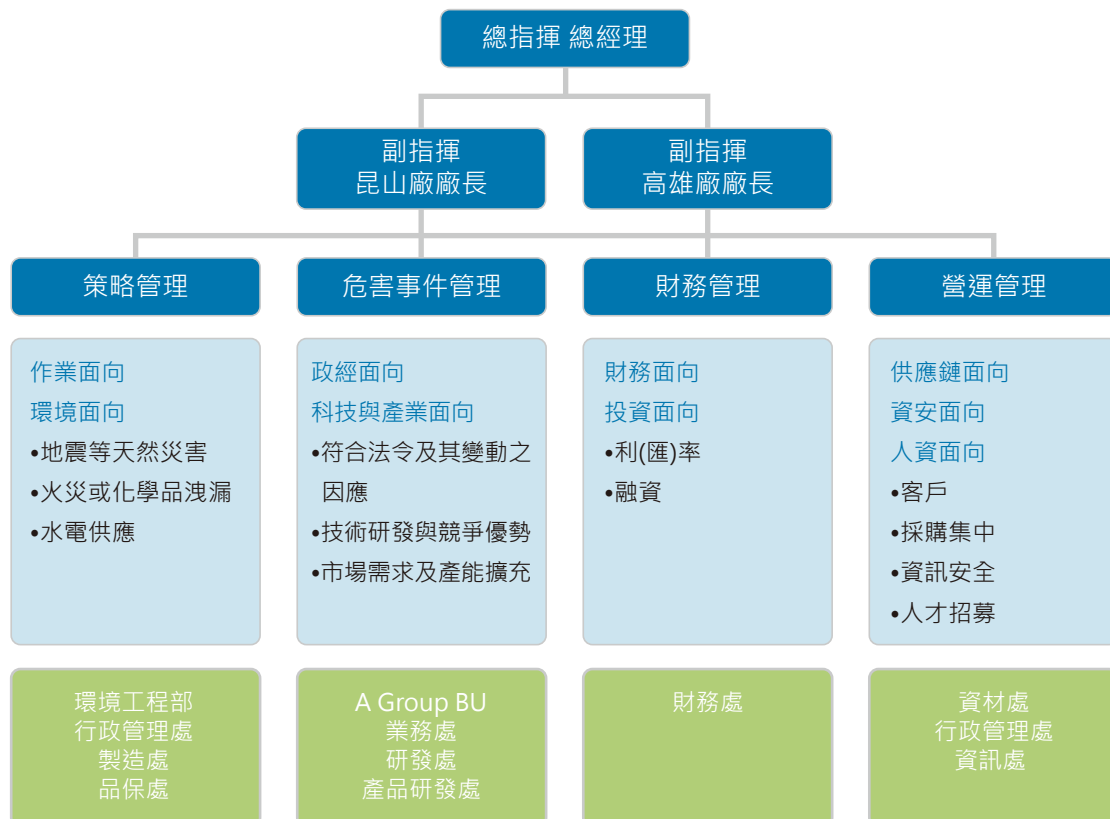 總指揮 總經理
副指揮
昆山廠廠長
副指揮
高雄廠廠長
策略管理
危害事件管理
財務管理
營運管理
作業面向
環境面向
•地震等天然災害
•火災或化學品洩漏
•水電供應
政經面向
科技與產業面向
•符合法令及其變動之
因應
•技術研發與競爭優勢
•市場需求及產能擴充
財務面向
投資面向
•利(匯)率
•融資
供應鏈面向
資安面向
人資面向
•客戶
•採購集中
•資訊安全
•人才招募
環境工程部
行政管理處
製造處
品保處
A Group BU
業務處
研發處
產品研發處
財務處
資材處
行政管理處
資訊處